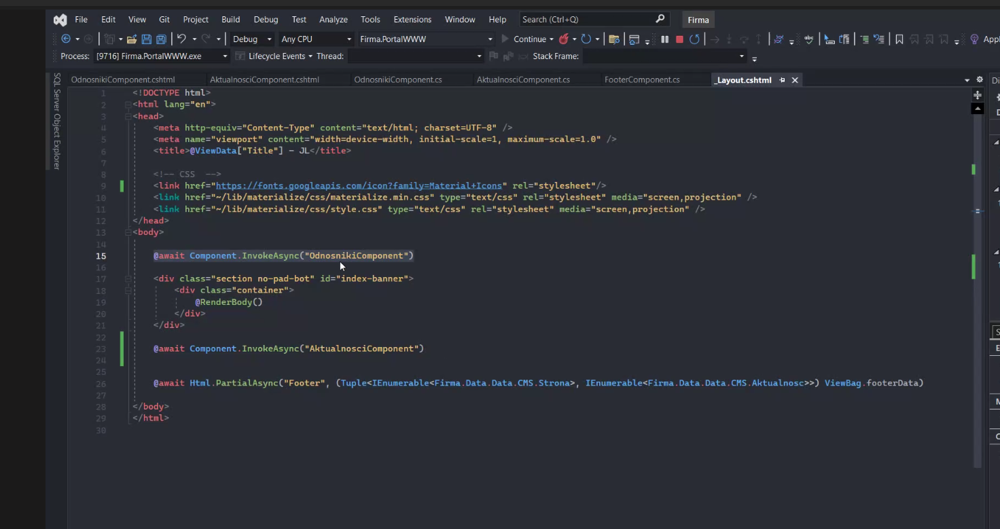 File Edit View Git Project Build Debug Test Analyze Tools Extensions Window Help Search (Ctrl+Q) Firma
Debug Any CPU Firma.PortalWWW Continue
Process: [9716] Firma.PortalWWW.exe Lifecycle Events Thread: Stack Frame:
SQL Server Object Explorer
OdnosnikiComponent.cshtml AktualnosciComponent.cshtml OdnosnikiComponent.cs AktualnosciComponent.cs FooterComponent.cs _Layout.cshtml
1 <!DOCTYPE html>
2 <html lang="en">
3 <head>
4 <meta http-equiv="Content-Type" content="text/html; charset=UTF-8" />
5 <meta name="viewport" content="width=device-width, initial-scale=1, maximum-scale=1.0" />
6 <title>@ViewData["Title"] - JL</title>
7
8 <!-- CSS  -->
9 <link href="https://fonts.googleapis.com/icon?family=Material+Icons" rel="stylesheet"/>
10 <link href="~/lib/materialize/css/materialize.min.css" type="text/css" rel="stylesheet" media="screen,projection" />
11 <link href="~/lib/materialize/css/style.css" type="text/css" rel="stylesheet" media="screen,projection" />
12 </head>
13 <body>
14
15 @await Component.InvokeAsync("OdnosnikiComponent")
16
17 <div class="section no-pad-bot" id="index-banner">
18 <div class="container">
19 @RenderBody()
20 </div>
21 </div>
22
23 @await Component.InvokeAsync("AktualnosciComponent")
24
25
26 @await Html.PartialAsync("Footer", (Tuple<IEnumerable<Firma.Data.Data.CMS.Strona>, IEnumerable<Firma.Data.Data.CMS.Aktualnosc>>) ViewBag.footerData)
27
28 </body>
29 </html>
30